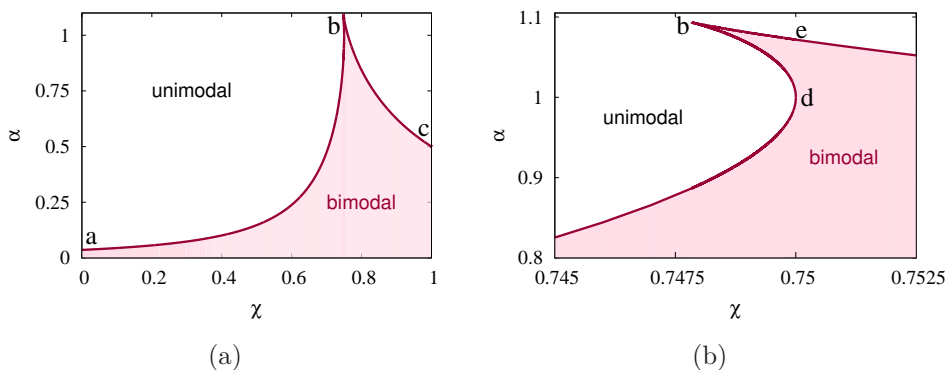 α
1
0.75
0.5
0.25
0
unimodal
bimodal
a
b
c
0
0.2
0.4
0.6
0.8
1
χ
(a)
α
1.1
1
0.9
0.8
unimodal
bimodal
b
e
d
0.745
0.7475
0.75
0.7525
χ
(b)